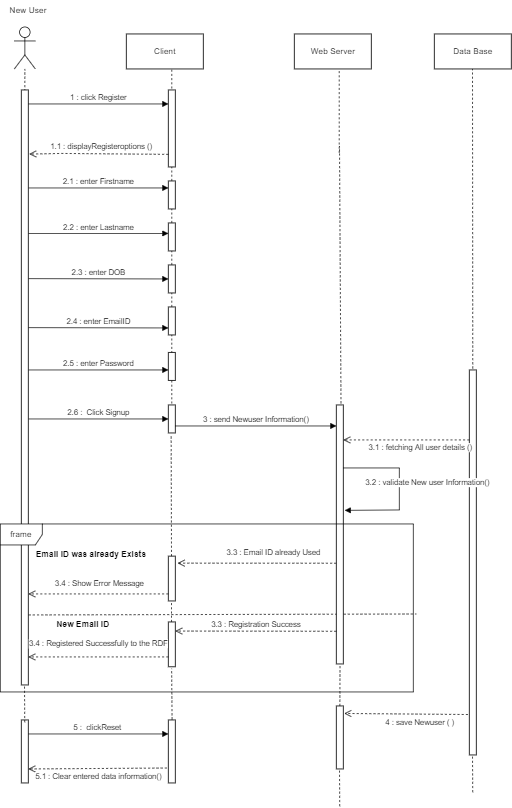 New User
Client
Web Server
Data Base
1 : click Register
1.1 : displayRegisteroptions ()
2.1 : enter Firstname
2.2 : enter Lastname
2.3 : enter DOB
2.4 : enter EmailID
2.5 : enter Password
2.6 :  Click Signup
3 : send Newuser Information()
3.1 : fetching All user details ()
3.2 : validate New user Information()
frame
Email ID was already Exists
3.3 : Email ID already Used
3.4 : Show Error Message
New Email ID
3.3 : Registration Success
3.4 : Registered Successfully to the RDF
4 : save Newuser ( )
5 :  clickReset
5.1 : Clear entered data information()